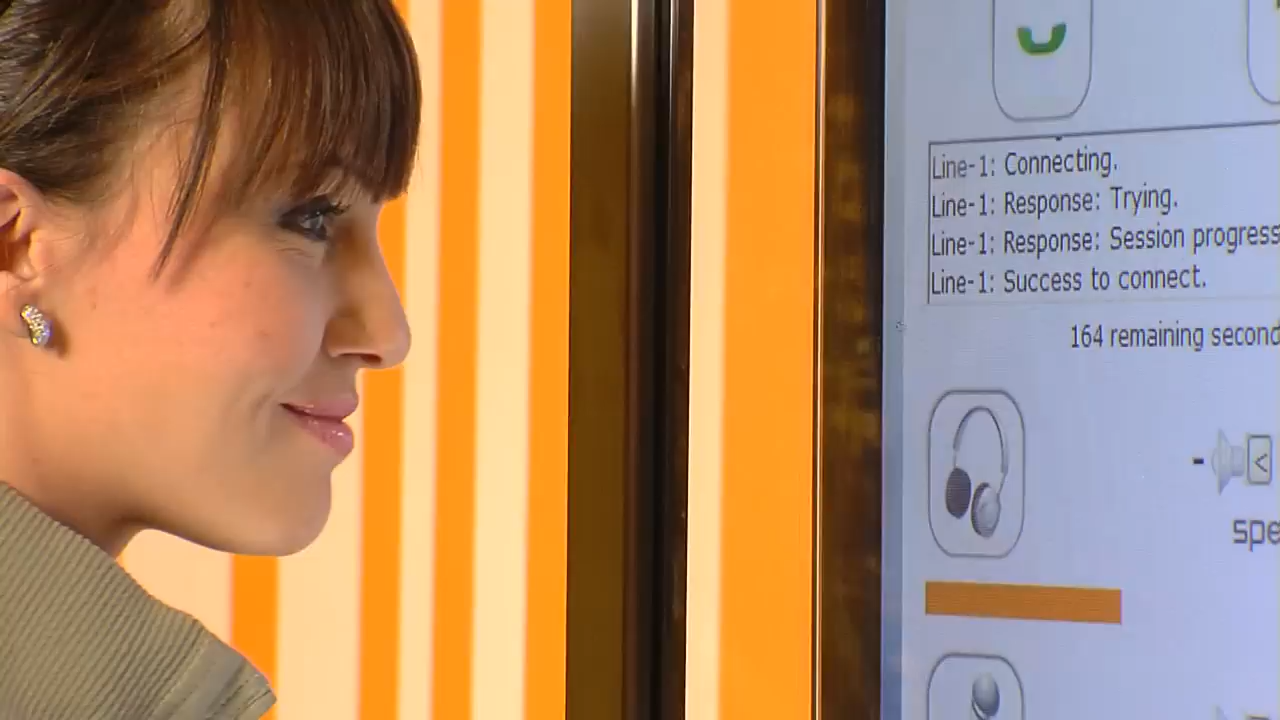 Line-1: Connecting.
Line-1: Response: Trying.
Line-1: Response: Session progress
Line-1: Success to connect.
164 remaining second
spe